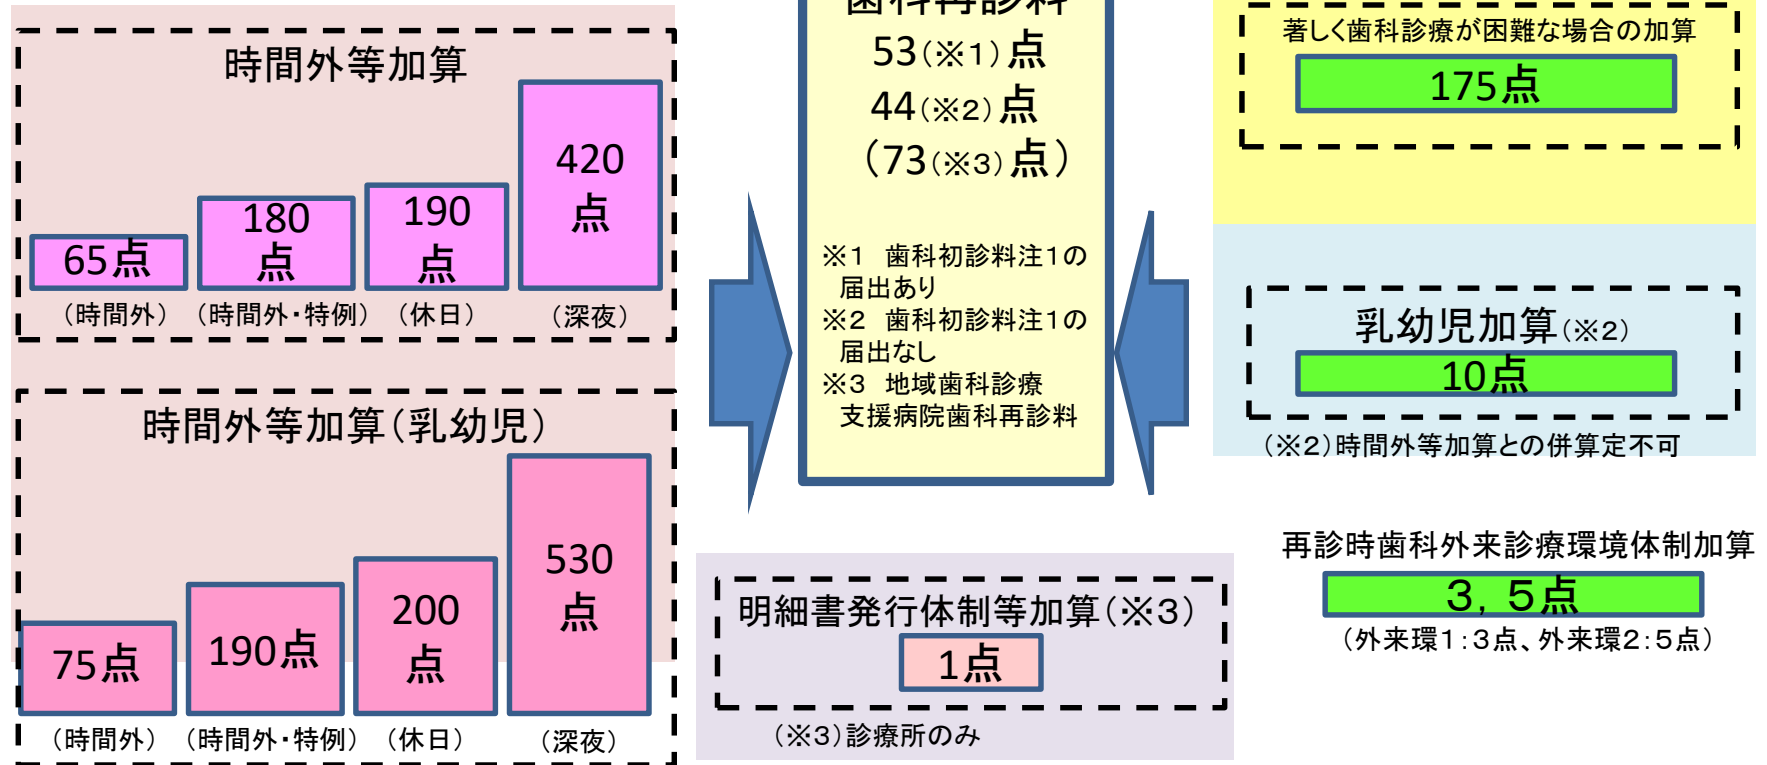 時間外等加算
65点
180
点
190
点
420
点
（時間外）
（時間外・特例）
（休日）
（深夜）
時間外等加算（乳幼児）
75点
190点
200
点
530
点
（時間外）
（時間外・特例）
（休日）
（深夜）
歯科再診料
53（※1）点
44（※2）点
（73（※3）点）
※1　歯科初診料注1の
届出あり
※2　歯科初診料注1の
届出なし
※3　地域歯科診療
支援病院歯科再診料
明細書発行体制等加算（※3）
1点
（※3）診療所のみ
著しく歯科診療が困難な場合の加算
175点
乳幼児加算（※2）
10点
（※2）時間外等加算との併算定不可
再診時歯科外来診療環境体制加算
３，５点
（外来環1：3点、外来環2：5点）